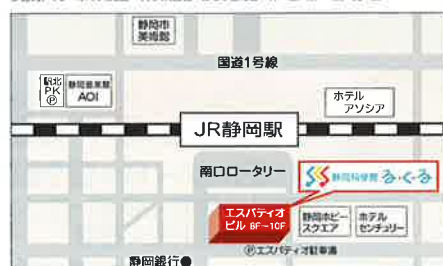 静岡市
美術館
国道1号線
駅北
PK
Ⓟ
静岡音楽館
AOI
ホテル
アソシア
JR静岡駅
南口ロータリー
静岡科学館 る・く・る
エスパティオ
ビル 8F~10F
静岡ホビー
スクエア
ホテル
センチュリー
Ⓟエスパティオ駐車場
静岡銀行●